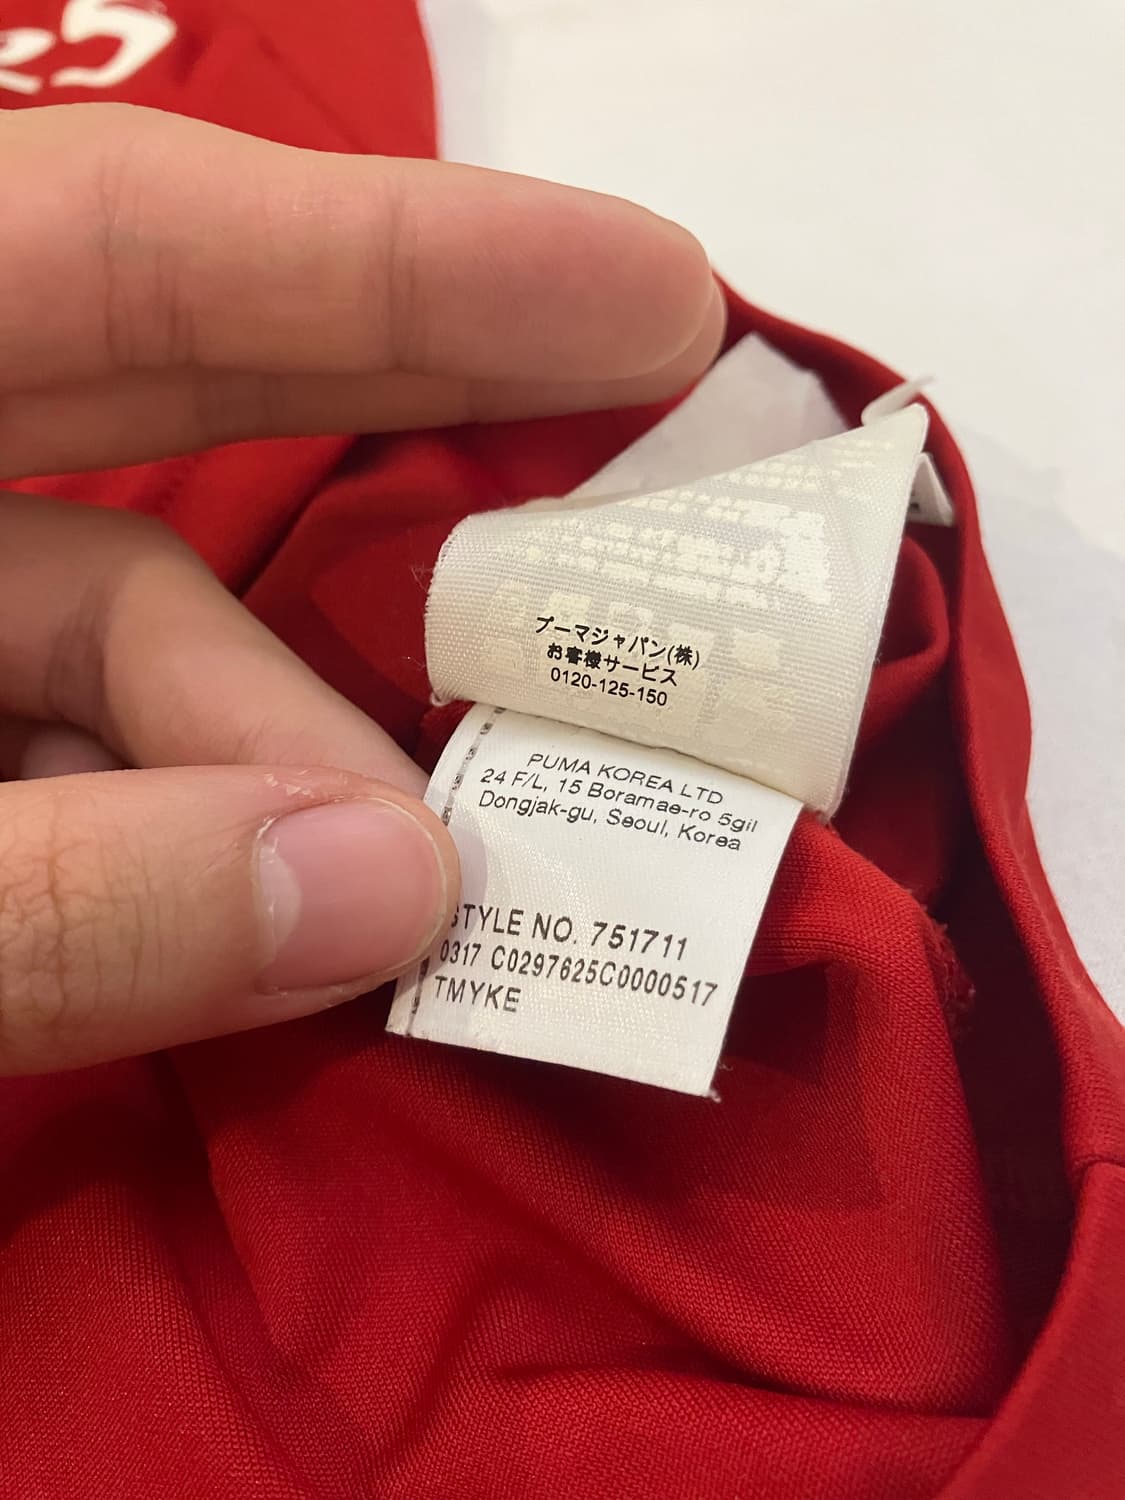 プーマジャパン(株)
お客様サービス
0120-125-150
PUMA KOREA LTD
24 F/L, 15 Boramae-ro 5gil
Dongjak-gu, Seoul, Korea
STYLE NO. 751711
0317 C0297625C0000517
TMYKE